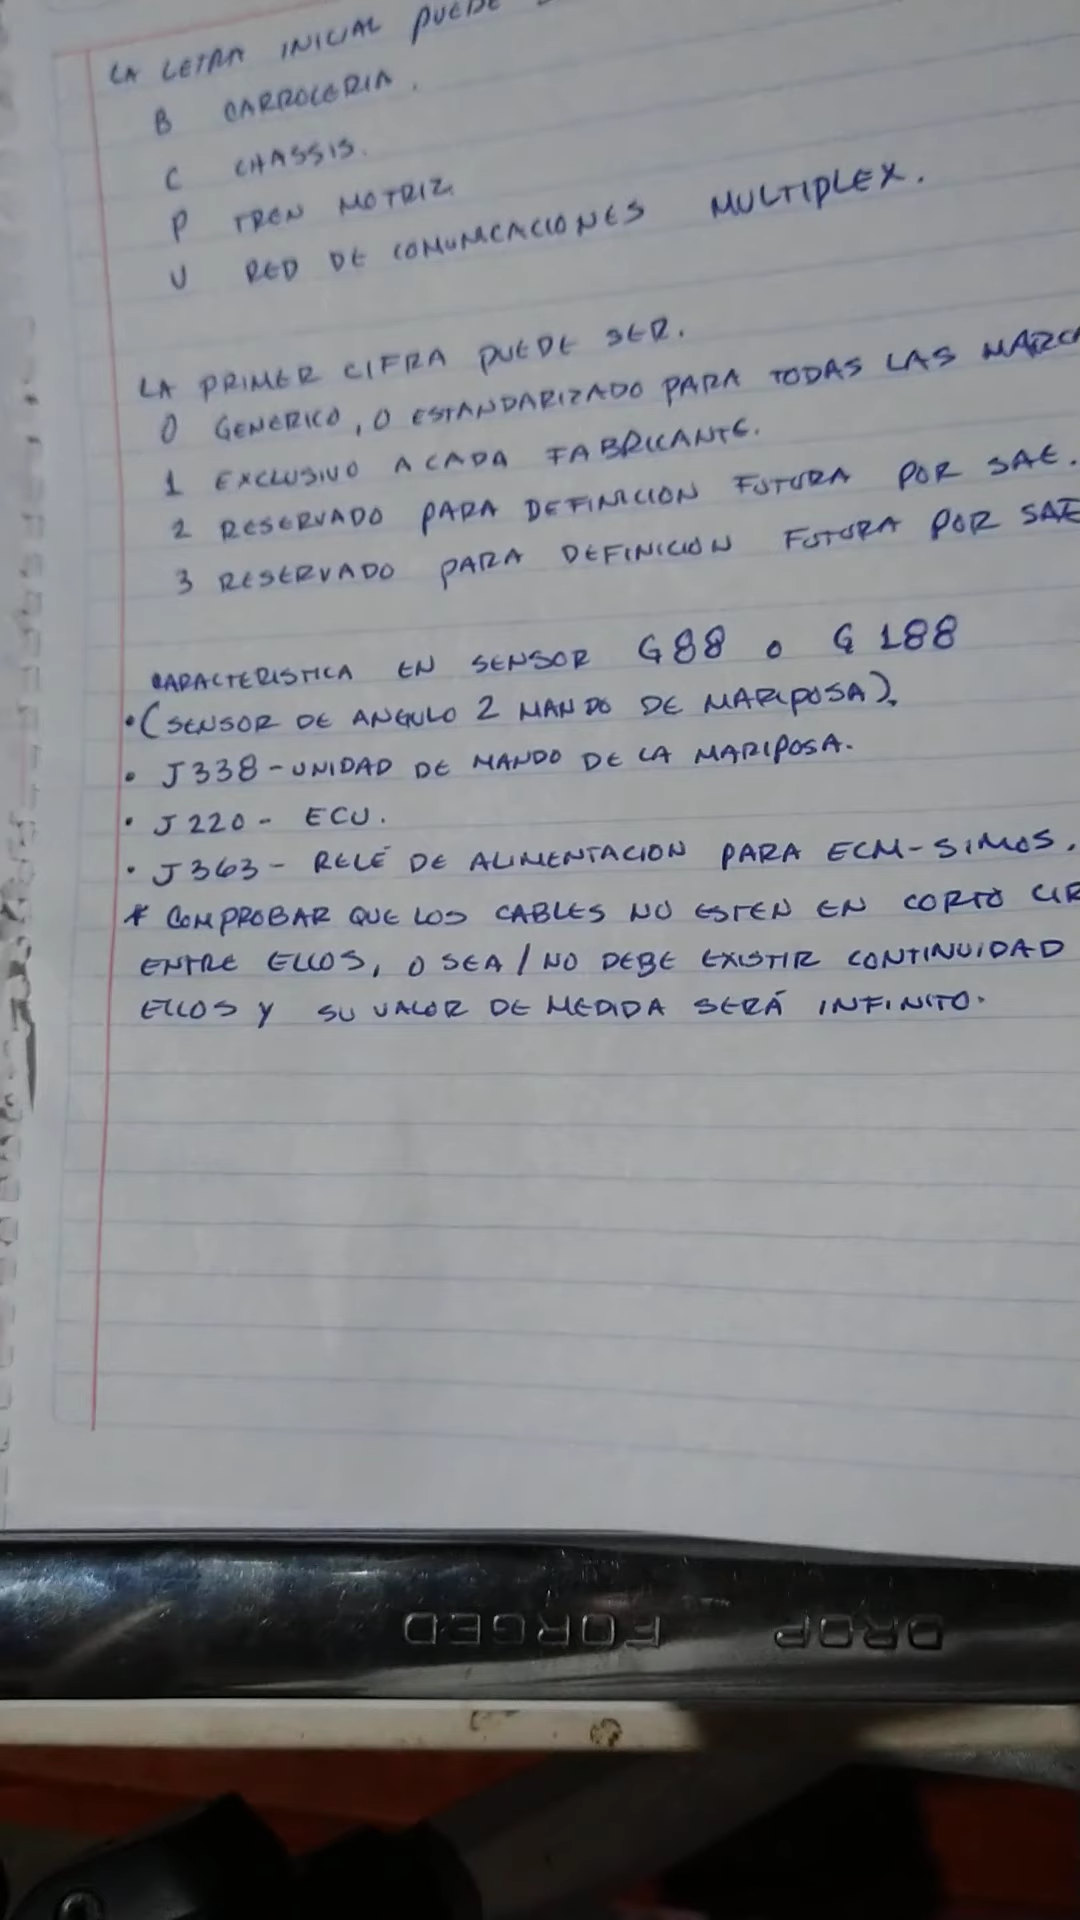 LA LETRA INICIAL PUEDE
B CARROCERIA.
C CHASSIS.
P TREN MOTRIZ
U RED DE COMUNICACIONES MULTIPLEX.
LA PRIMER CIFRA PUEDE SER.
0 GENERICO, O ESTANDARIZADO PARA TODAS LAS MARCA
1 EXCLUSIVO A CADA FABRICANTE.
2 RESERVADO PARA DEFINICION FUTURA POR SAE.
3 RESERVADO PARA DEFINICION FUTURA POR SAE
CARACTERISTICA EN SENSOR G88 o G188
• (SENSOR DE ANGULO 2 MANDO DE MARIPOSA).
• J338-UNIDAD DE MANDO DE LA MARIPOSA.
• J220- ECU.
• J363- RELÉ DE ALIMENTACION PARA ECM-SIMOS.
* COMPROBAR QUE LOS CABLES NO ESTEN EN CORTO CIR
ENTRE ELLOS, O SEA/NO DEBE EXISTIR CONTINUIDAD
ELLOS Y SU VALOR DE MEDIDA SERÁ INFINITO.
DROP FORGED